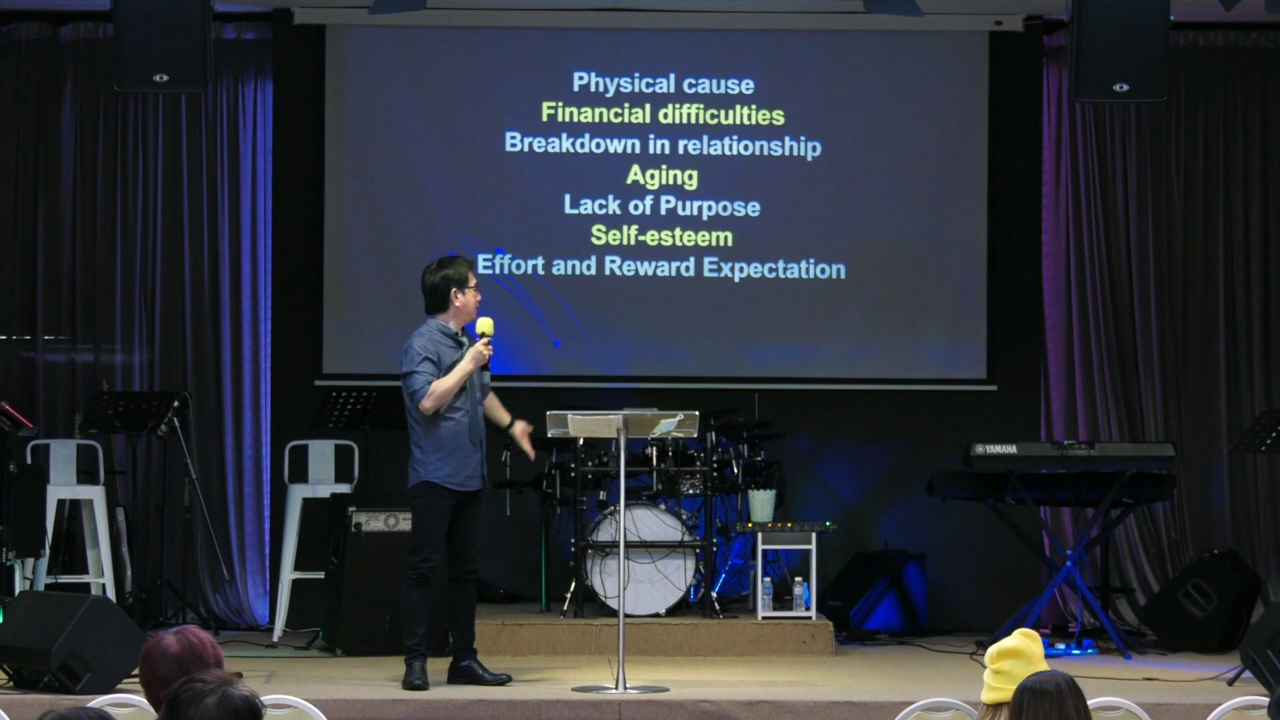 Physical cause
Financial difficulties
Breakdown in relationship
Aging
Lack of Purpose
Self-esteem
Effort and Reward Expectation
YAMAHA